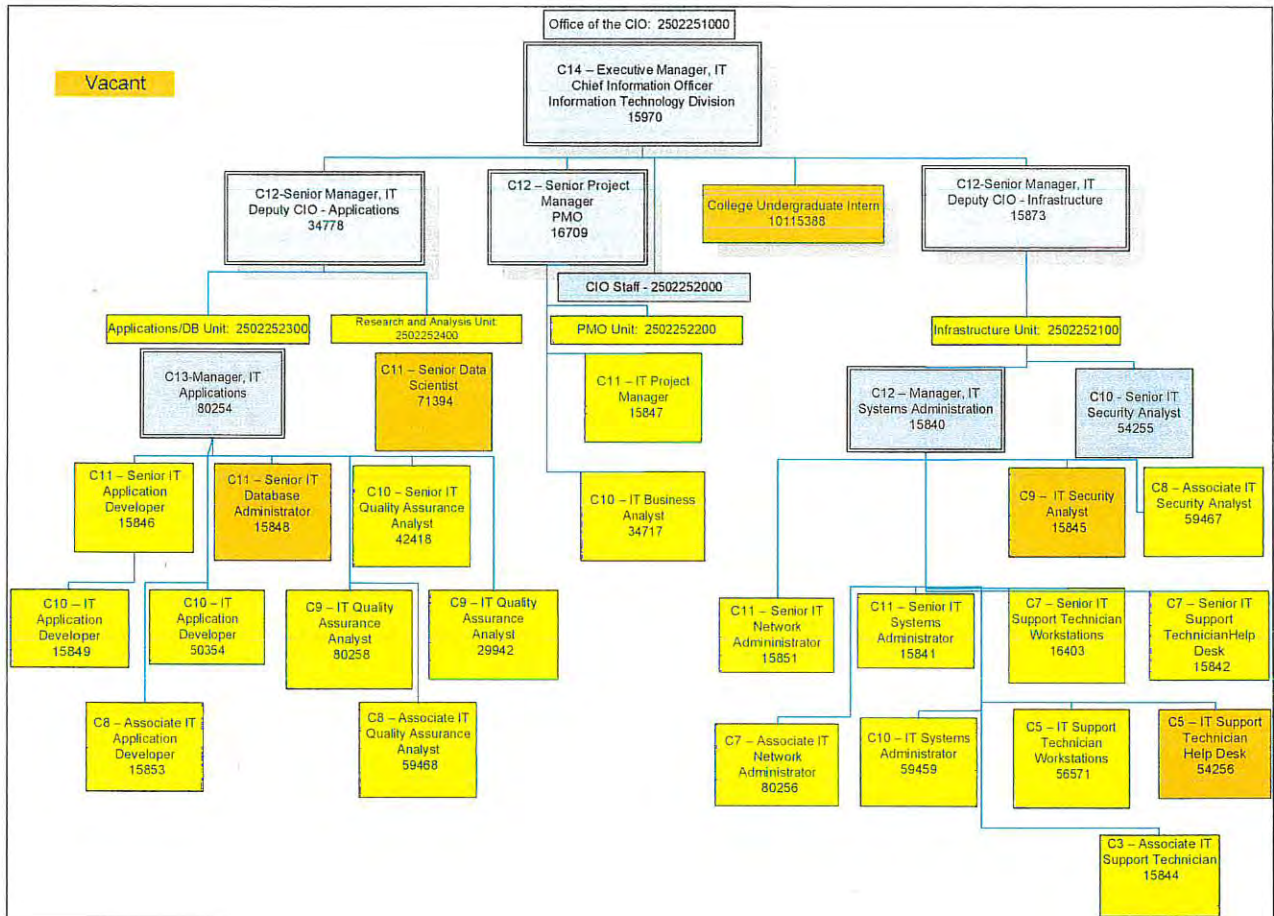 Office of the CIO: 2502251000
Vacant
C14 – Executive Manager, IT
Chief Information Officer
Information Technology Division
15970
C12-Senior Manager, IT
Deputy CIO - Applications
34778
C12 – Senior Project
Manager
PMO
16709
College Undergraduate Intern
10115388
C12-Senior Manager, IT
Deputy CIO - Infrastructure
15873
CIO Staff - 2502252000
Applications/DB Unit: 2502252300
Research and Analysis Unit:
2502252400
PMO Unit: 2502252200
Infrastructure Unit: 2502252100
C13-Manager, IT
Applications
80254
C11 – Senior Data
Scientist
71394
C11 – IT Project
Manager
15847
C12 – Manager, IT
Systems Administration
15840
C10 - Senior IT
Security Analyst
54255
C11 – Senior IT
Application
Developer
15846
C11 – Senior IT
Database
Administrator
15848
C10 – Senior IT
Quality Assurance
Analyst
42418
C10 – IT Business
Analyst
34717
C9 – IT Security
Analyst
15845
C8 – Associate IT
Security Analyst
59467
C10 – IT
Application
Developer
15849
C10 – IT
Application
Developer
50354
C9 – IT Quality
Assurance
Analyst
80258
C9 – IT Quality
Assurance
Analyst
29942
C11 – Senior IT
Network
Admininistrator
15851
C11 – Senior IT
Systems
Administrator
15841
C7 – Senior IT
Support Technician
Workstations
16403
C7 – Senior IT
Support
TechnicianHelp
Desk
15842
C8 – Associate IT
Application
Developer
15853
C8 – Associate IT
Quality Assurance
Analyst
59468
C7 – Associate IT
Network
Administrator
80256
C10 – IT Systems
Administrator
59459
C5 – IT Support
Technician
Workstations
56571
C5 – IT Support
Technician
Help Desk
54256
C3 – Associate IT
Support Technician
15844